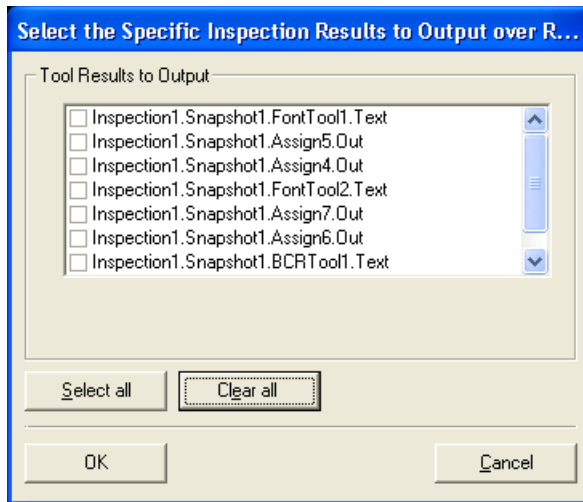 Select the Specific Inspection Results to Output over R...
Tool Results to Output
Inspection1.Snapshot1.FontTool1.Text
Inspection1.Snapshot1.Assign5.Out
Inspection1.Snapshot1.Assign4.Out
Inspection1.Snapshot1.FontTool2.Text
Inspection1.Snapshot1.Assign7.Out
Inspection1.Snapshot1.Assign6.Out
Inspection1.Snapshot1.BCRTool1.Text
Select all Clear all
OK Cancel